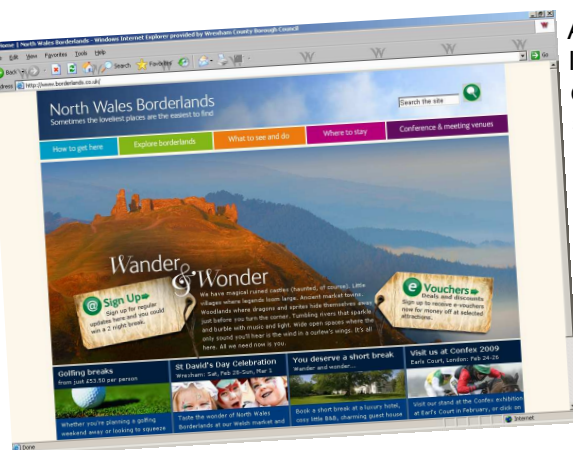 Home | North Wales Borderlands - Windows Internet Explorer provided by Wrexham County Borough Council
Edit View Favorites Tools Help
Back Search Favorites
http://www.borderlands.co.uk/ Go
North Wales Borderlands
Sometimes the loveliest places are the easiest to find
Search the site
How to get here
Explore borderlands
What to see and do
Where to stay
Conference & meeting venues
Wander
& Wonder
We have magical ruined castles (haunted, of course). Little
villages where legends loom large. Ancient market towns.
Woodlands where dragons and sprites hide themselves away
just before you turn the corner. Tumbling rivers that sparkle
and burble with music and light. Wide open spaces where the
only sound you'll hear is the wind in a curlew's wings. It's all
here. All we need now is you.
@ Sign Up
Sign up for regular
updates here and you could
win a 2 night break.
e Vouchers
Deals and discounts
Sign up to receive e-vouchers
now for money off at selected
attractions.
Golfing breaks
from just £53.50 per person
Whether you're planning a golfing
weekend away or looking to squeeze
St David's Day Celebration
Wrexham: Sat, Feb 28-Sun, Mar 1
Taste the wonder of North Wales
Borderlands at our Welsh market and
You deserve a short break
Wander and wonder...
Book a short break at a luxury hotel,
cosy little B&B, charming guest house
Visit us at Confex 2009
Earls Court, London: Feb 24-26
Visit our stand at the Confex exhibition
at Earl's Court in February, or click on
Done
Internet